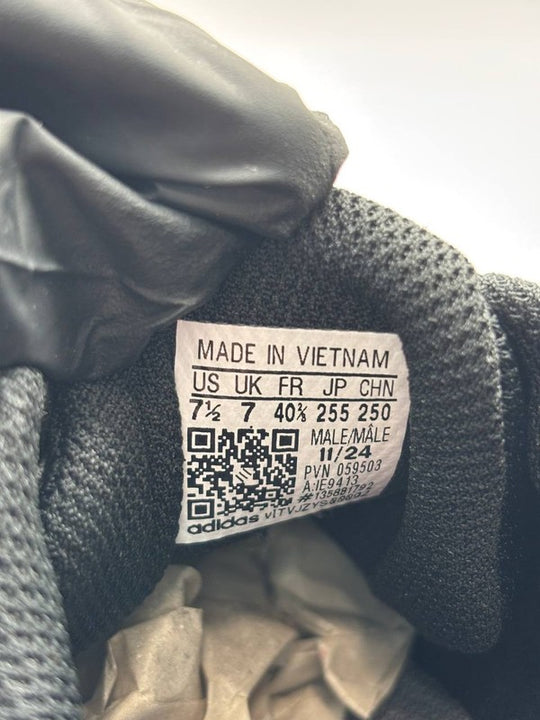 MADE IN VIETNAM
US UK FR JP CHN
7½ 7 40⅔ 255 250
MALE/MÂLE
11/24
PVN 059503
A:IE9413
#135881792
adidas